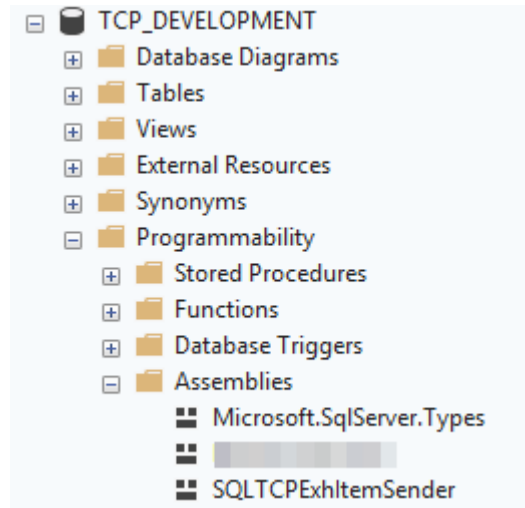 TCP_DEVELOPMENT
Database Diagrams
Tables
Views
External Resources
Synonyms
Programmability
Stored Procedures
Functions
Database Triggers
Assemblies
Microsoft.SqlServer.Types
SQLTCPExhItemSender